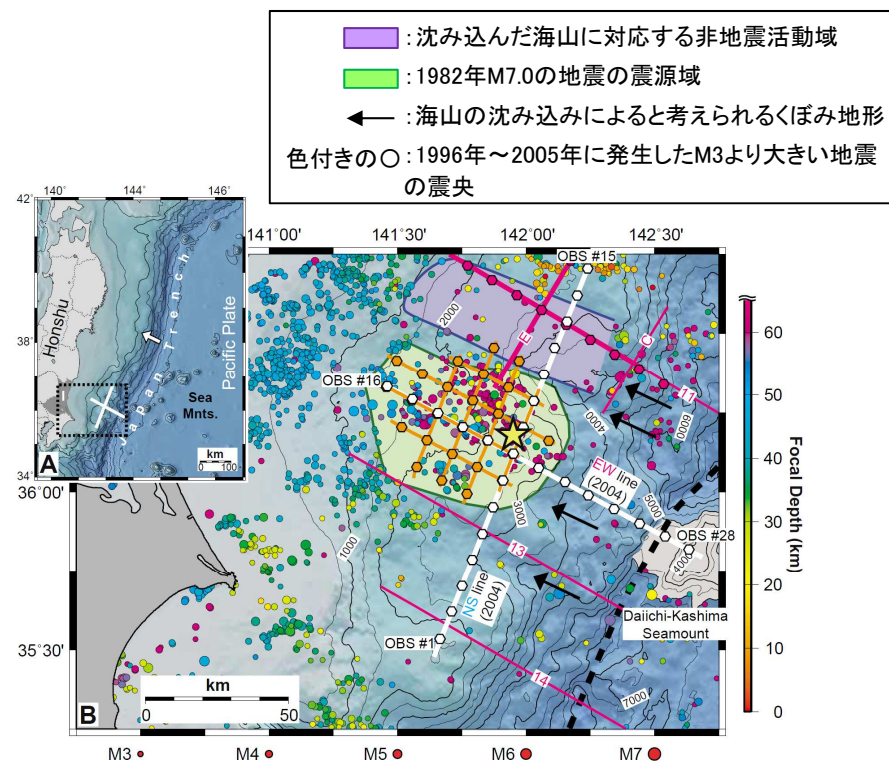 ：沈み込んだ海山に対応する非地震活動域
：1982年M7.0の地震の震源域
：海山の沈み込みによると考えられるくぼみ地形
色付きの○：1996年～2005年に発生したM3より大きい地震
の震央
140° 144° 146°
42°
38°
34°
Honshu
Japan Trench
Pacific Plate
Sea
Mnts.
I
A
km
0 100
141°00' 141°30' 142°00' 142°30'
OBS #15
2000
E
C
11
OBS #16
4000
6000
EW line
(2004)
36°00'
3000
5000
OBS #28
4000
1000
13
NS line
(2004)
Daiichi-Kashima
Seamount
35°30'
OBS #1
14
7000
km
0 50
B
60
50
40
30
20
10
0
Focal Depth (km)
M3 M4 M5 M6 M7